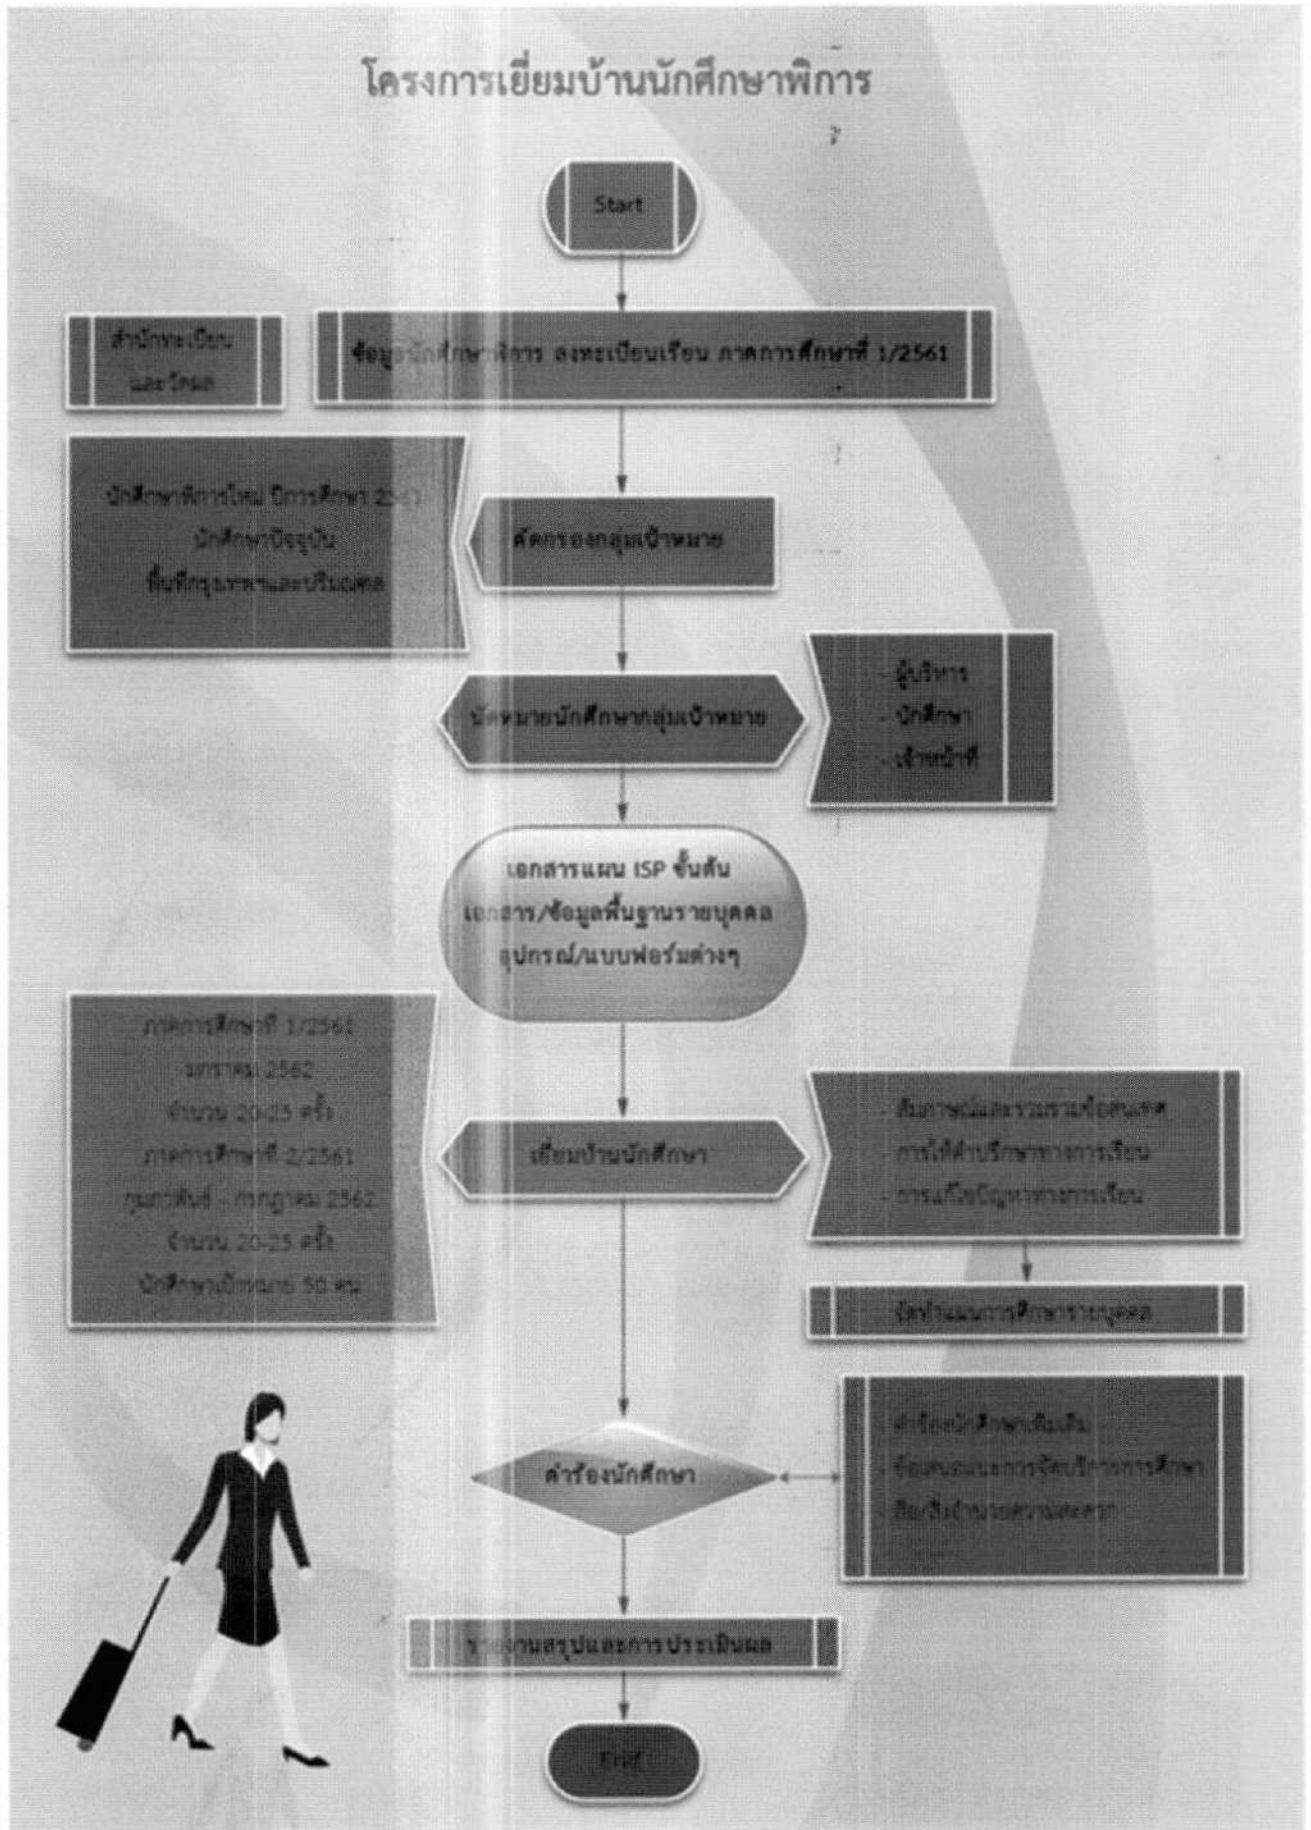 โครงการเยี่ยมบ้านนักศึกษาพิการ
Start
สำนักทะเบียน
และวัดผล
ข้อมูลนักศึกษาพิการ ลงทะเบียนเรียน ภาคการศึกษาที่ 1/2561
นักศึกษาพิการใหม่ ปีการศึกษา
นักศึกษาปัจจุบัน
พื้นที่กรุงเทพฯและปริมณฑล
คัดกรองกลุ่มเป้าหมาย
นัดหมายนักศึกษากลุ่มเป้าหมาย
- ผู้บริหาร
- นักศึกษา
- เจ้าหน้าที่
เอกสารแผน ISP ขั้นต้น
เอกสาร/ข้อมูลพื้นฐานรายบุคคล
อุปกรณ์/แบบฟอร์มต่างๆ
ภาคการศึกษาที่ 1/2561
มกราคม 2562
จำนวน 20-25 ครั้ง
ภาคการศึกษาที่ 2/2561
กุมภาพันธ์ - กรกฎาคม 2562
จำนวน 20-25 ครั้ง
นักศึกษาเป้าหมาย 50 คน
เยี่ยมบ้านนักศึกษา
- สัมภาษณ์และรวบรวมข้อสนเทศ
- การให้คำปรึกษาทางการเรียน
- การแก้ไขปัญหาทางการเรียน
จัดทำแผนการศึกษารายบุคคล
คำร้องนักศึกษา
- คำร้องนักศึกษาเพิ่มเติม
- ข้อเสนอแนะการจัดบริการการศึกษา
- สื่อ/สิ่งอำนวยความสะดวก
รายงานสรุปและการประเมินผล
End